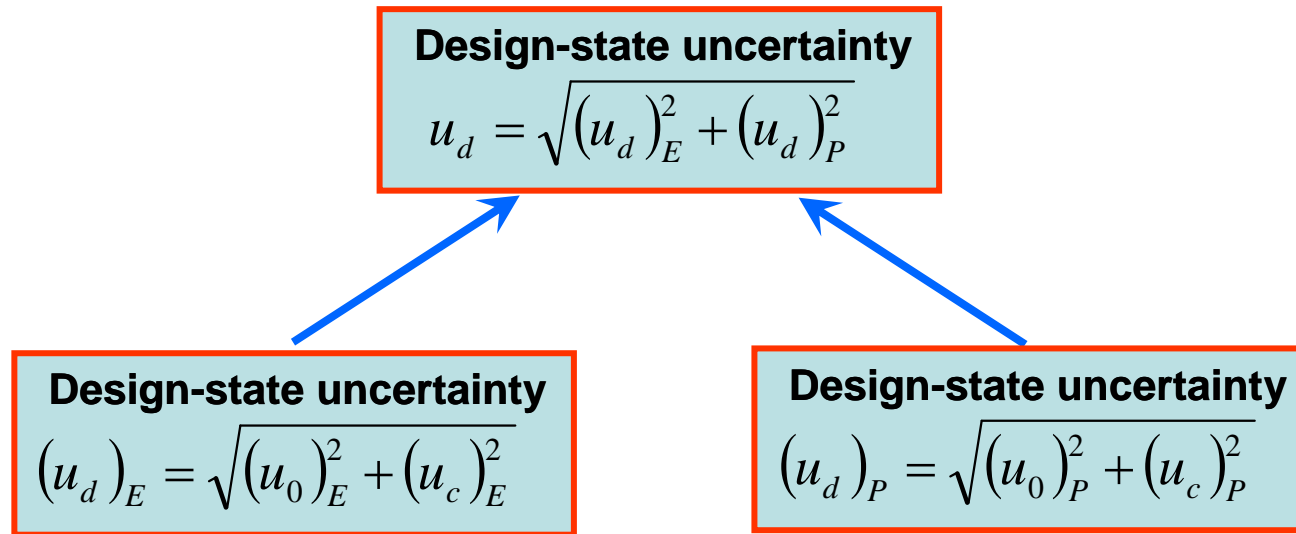 Design-state uncertainty
u_d = √((u_d)_E^2 + (u_d)_P^2)
Design-state uncertainty
(u_d)_E = √((u_0)_E^2 + (u_c)_E^2)
Design-state uncertainty
(u_d)_P = √((u_0)_P^2 + (u_c)_P^2)